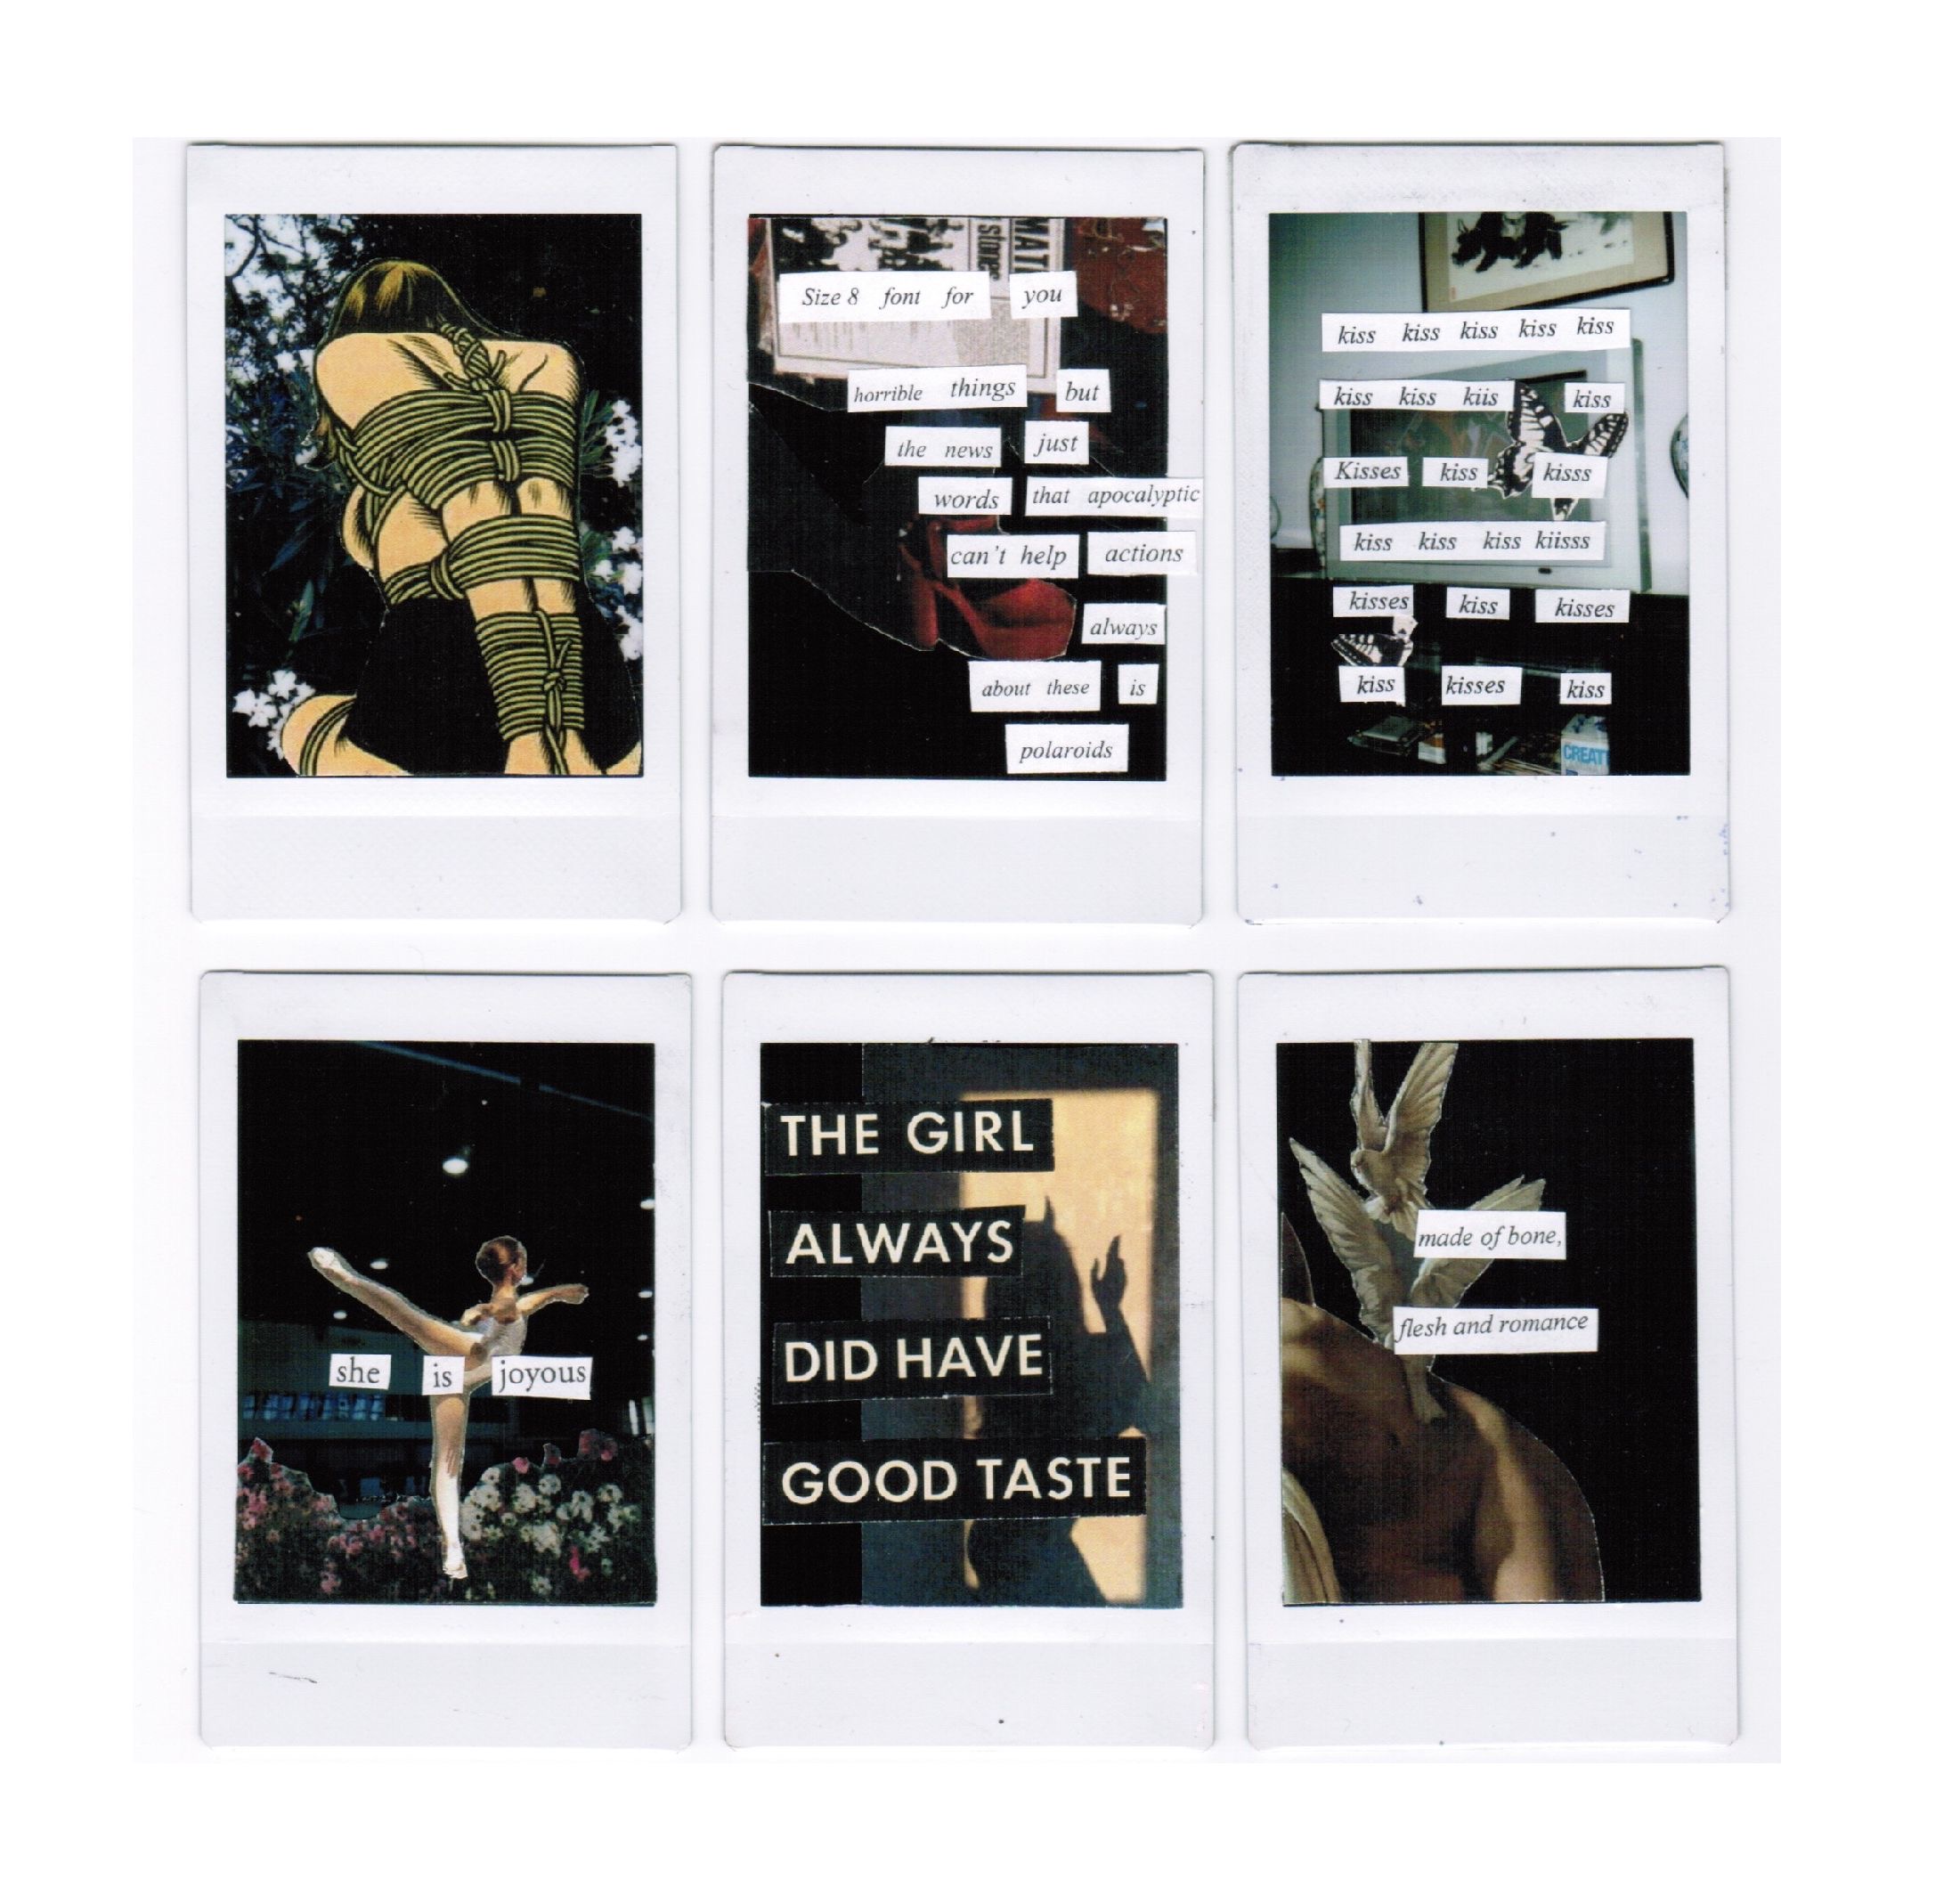 MATI
stones
Size 8 font for you
horrible things but
the news just
words that apocalyptic
can't help actions
always
about these is
polaroids
kiss kiss kiss kiss kiss
kiss kiss kiis kiss
Kisses kiss kisss
kiss kiss kiss kiisss
kisses kiss kisses
kiss kisses kiss
CREAT
she is joyous
THE GIRL
ALWAYS
DID HAVE
GOOD TASTE
made of bone,
flesh and romance